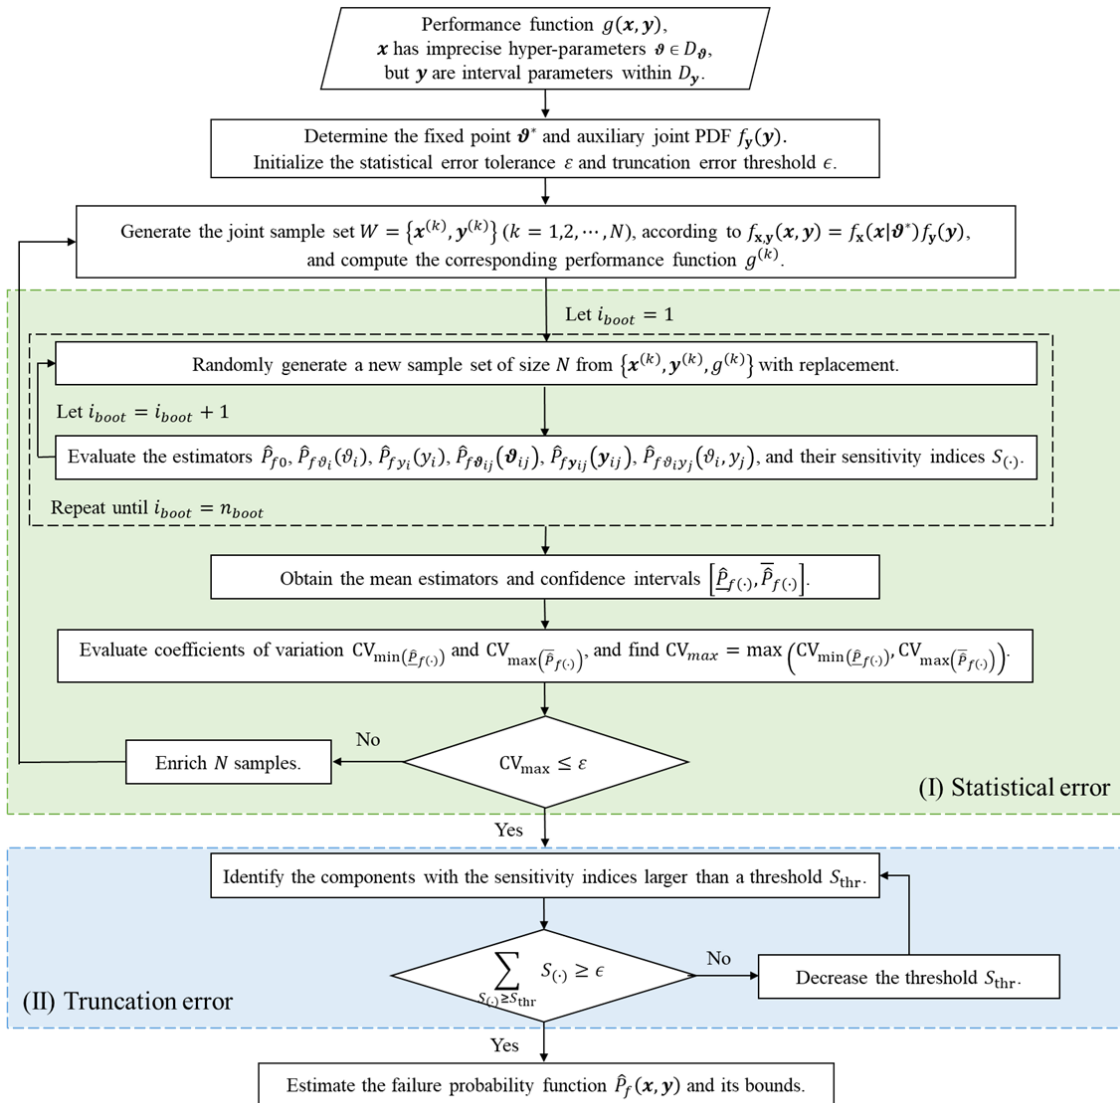 Performance function g(x, y),
x has imprecise hyper-parameters ϑ ∈ D_ϑ,
but y are interval parameters within D_y.
Determine the fixed point ϑ* and auxiliary joint PDF f_y(y).
Initialize the statistical error tolerance ε and truncation error threshold ϵ.
Generate the joint sample set W = {x^(k), y^(k)} (k = 1,2, ⋯, N), according to f_x,y(x, y) = f_x(x|ϑ*)f_y(y),
and compute the corresponding performance function g^(k).
Let i_boot = 1
Randomly generate a new sample set of size N from {x^(k), y^(k), g^(k)} with replacement.
Let i_boot = i_boot + 1
Evaluate the estimators P̂_f0, P̂_fϑ_i(ϑ_i), P̂_fy_i(y_i), P̂_fϑ_ij(ϑ_ij), P̂_fy_ij(y_ij), P̂_fϑ_iy_j(ϑ_i, y_j), and their sensitivity indices S_(·).
Repeat until i_boot = n_boot
Obtain the mean estimators and confidence intervals [P̲̂_f(·), P̅̂_f(·)].
Evaluate coefficients of variation CV_min(P̲̂_f(·)) and CV_max(P̅̂_f(·)), and find CV_max = max (CV_min(P̲̂_f(·)), CV_max(P̅̂_f(·))).
No
Enrich N samples.
CV_max ≤ ε
(I) Statistical error
Yes
Identify the components with the sensitivity indices larger than a threshold S_thr.
∑_{S_(·)≥S_thr} S_(·) ≥ ϵ
No
Decrease the threshold S_thr.
(II) Truncation error
Yes
Estimate the failure probability function P̂_f(x, y) and its bounds.